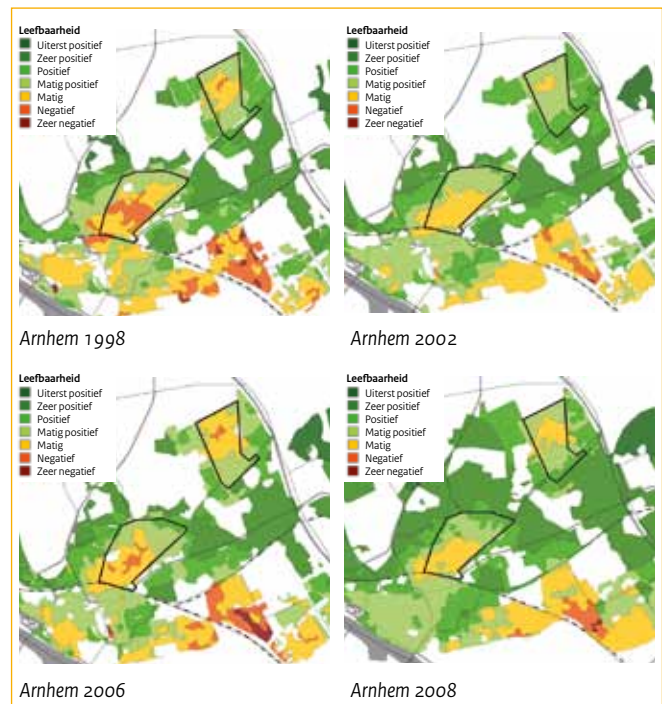 Leefbaarheid
Uiterst positief
Zeer positief
Positief
Matig positief
Matig
Negatief
Zeer negatief
Arnhem 1998
Leefbaarheid
Uiterst positief
Zeer positief
Positief
Matig positief
Matig
Negatief
Zeer negatief
Arnhem 2002
Leefbaarheid
Uiterst positief
Zeer positief
Positief
Matig positief
Matig
Negatief
Zeer negatief
Arnhem 2006
Leefbaarheid
Uiterst positief
Zeer positief
Positief
Matig positief
Matig
Negatief
Zeer negatief
Arnhem 2008